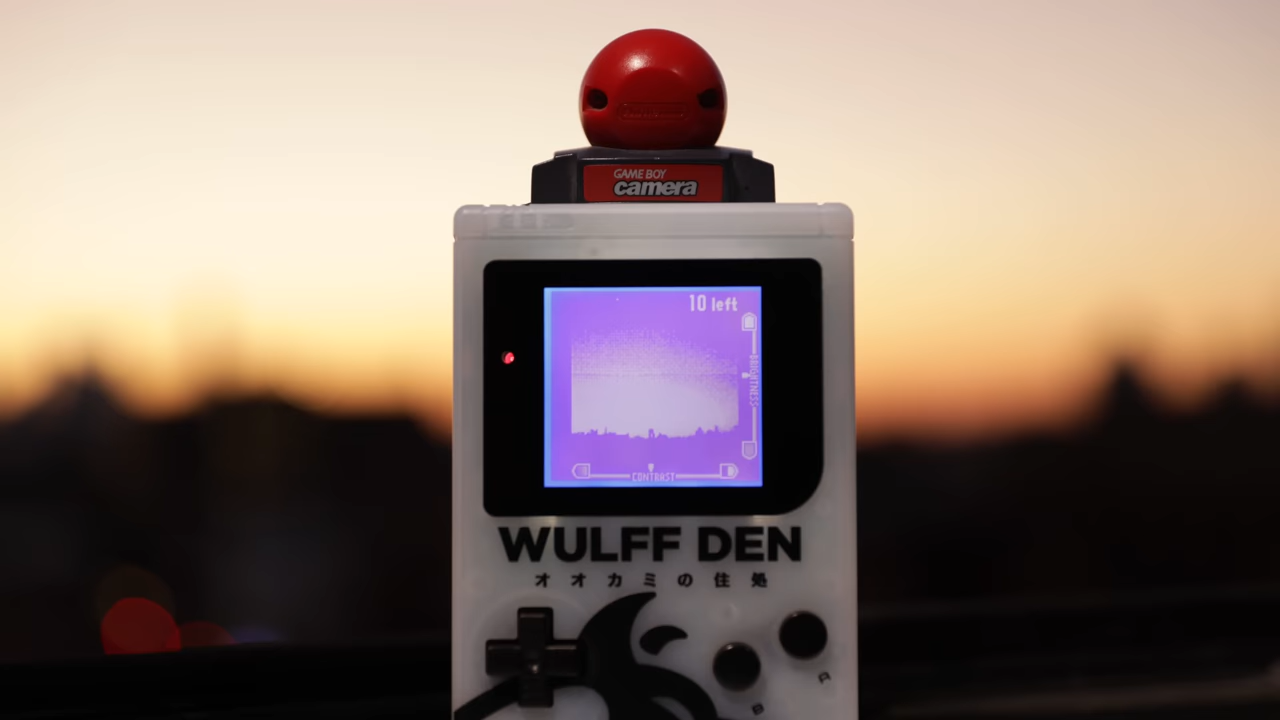 GAME BOY
camera
10 left
BRIGHTNESS
CONTRAST
WULFF DEN
オオカミの住処
A
B